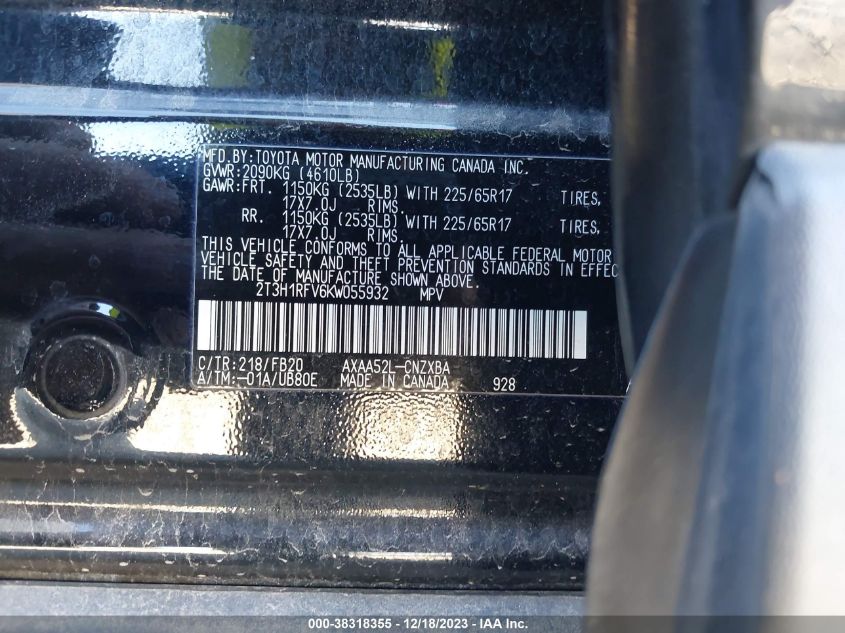 MFD.BY:TOYOTA MOTOR MANUFACTURING CANADA INC.
GVWR:2090KG (4610LB)
GAWR:FRT. 1150KG (2535LB) WITH 225/65R17 TIRES,
17X7.0J RIMS.
RR. 1150KG (2535LB) WITH 225/65R17 TIRES,
17X7.0J RIMS.
THIS VEHICLE CONFORMS TO ALL APPLICABLE FEDERAL MOTOR
VEHICLE SAFETY AND THEFT PREVENTION STANDARDS IN EFFEC
THE DATE OF MANUFACTURE SHOWN ABOVE.
2T3H1RFV6KW055932 MPV
C/TR:218/FB20 AXAA52L-CNZXBA
A/TM:-01A/UB80E MADE IN CANADA 928
000-38318355 - 12/18/2023 - IAA Inc.